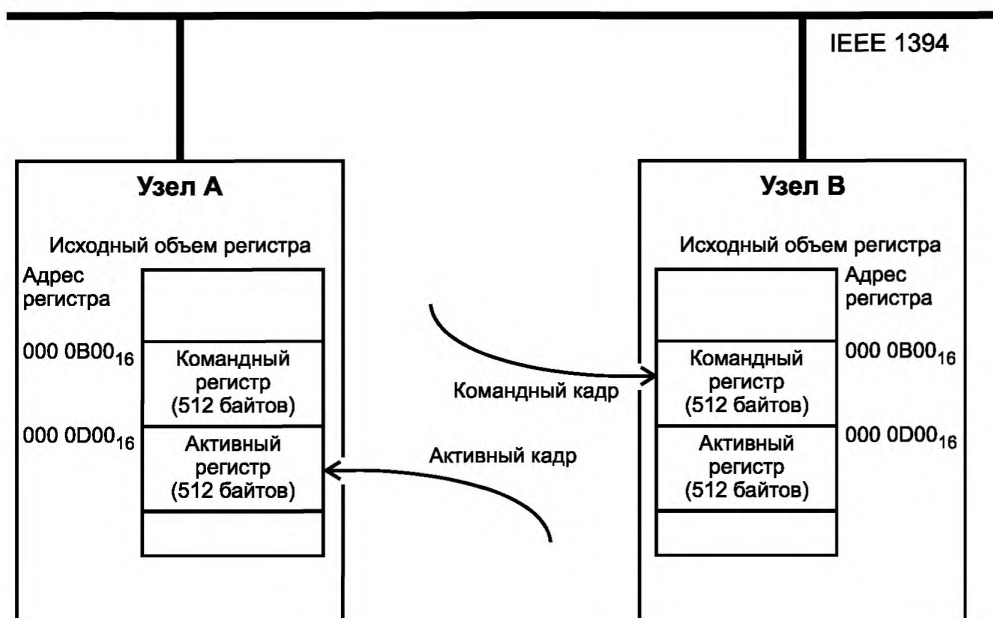 IEEE 1394
Узел А
Исходный объем регистра
Адрес
регистра
000 0B00₁₆
Командный
регистр
(512 байтов)
000 0D00₁₆
Активный
регистр
(512 байтов)
Командный кадр
Активный кадр
Узел В
Исходный объем регистра
Адрес
регистра
Командный
регистр
(512 байтов)
000 0B00₁₆
Активный
регистр
(512 байтов)
000 0D00₁₆